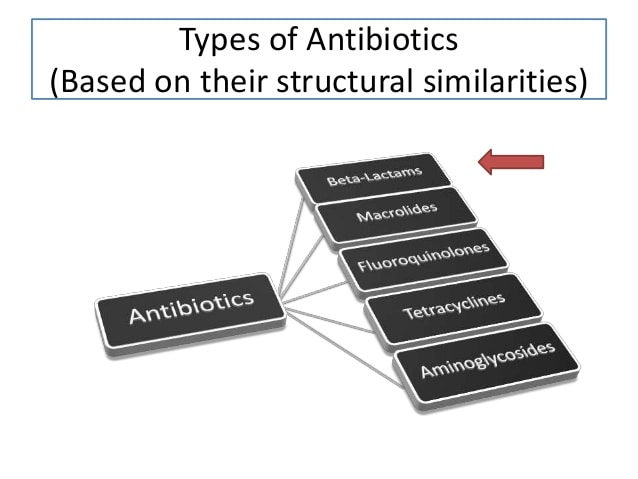 Types of Antibiotics
(Based on their structural similarities)
Beta-Lactams
Macrolides
Fluoroquinolones
Antibiotics
Tetracyclines
Aminoglycosides